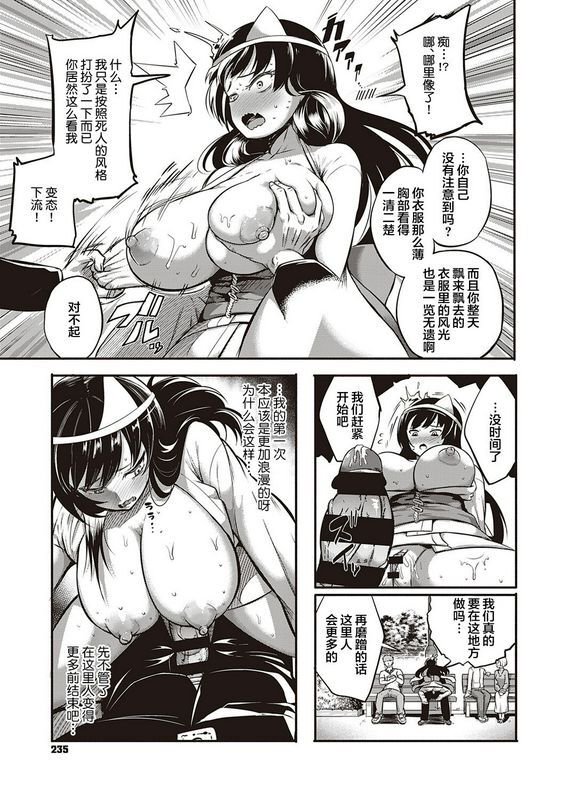 痴…!?
哪、哪里像了!
什么…
我只是按照死人的风格
打扮了一下而已
你居然这么看我
变态!
下流!
…你自己
没有注意到吗?
你衣服那么薄
胸部看得
一清二楚
而且你整天
飘来飘去的
衣服里的风光
也是一览无遗啊
对不起
…没时间了
我们赶紧
开始吧
…我的第一次
本应该是更加浪漫的呀
为什么会这样…
先不管了
在这里人变得
更多前结束吧…
我们真的
要在这地方
做吗…
再磨蹭的话
这里人
会更多的
235